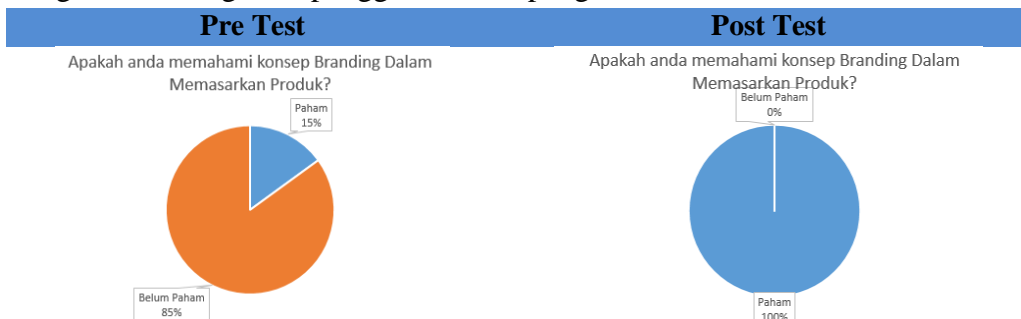 Pre Test
Post Test
Apakah anda memahami konsep Branding Dalam
Memasarkan Produk?
Paham
15%
Belum Paham
85%
Apakah anda memahami konsep Branding Dalam
Memasarkan Produk?
Belum Paham
0%
Paham
100%